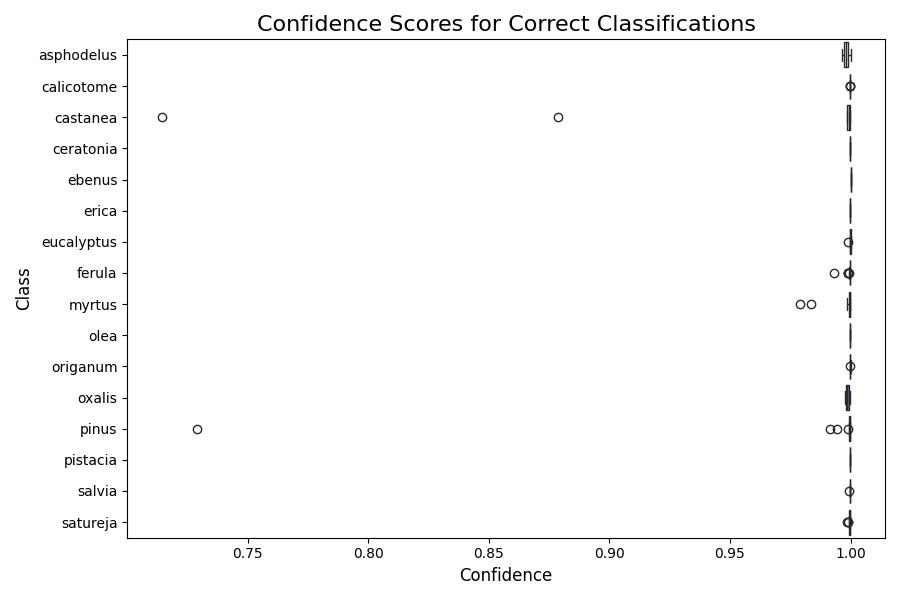 Confidence Scores for Correct Classifications
asphodelus
calicotome
castanea
ceratonia
ebenus
erica
eucalyptus
ferula
myrtus
olea
origanum
oxalis
pinus
pistacia
salvia
satureja
Class
0.75 0.80 0.85 0.90 0.95 1.00
Confidence